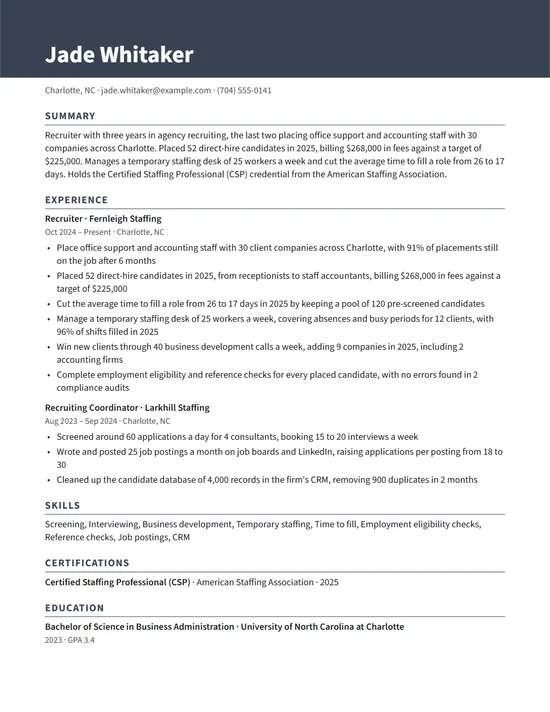 Jade Whitaker
Charlotte, NC · jade.whitaker@example.com · (704) 555-0141
SUMMARY
Recruiter with three years in agency recruiting, the last two placing office support and accounting staff with 30
companies across Charlotte. Placed 52 direct-hire candidates in 2025, billing $268,000 in fees against a target of
$225,000. Manages a temporary staffing desk of 25 workers a week and cut the average time to fill a role from 26 to 17
days. Holds the Certified Staffing Professional (CSP) credential from the American Staffing Association.
EXPERIENCE
Recruiter · Fernleigh Staffing
Oct 2024 – Present · Charlotte, NC
• Place office support and accounting staff with 30 client companies across Charlotte, with 91% of placements still
on the job after 6 months
• Placed 52 direct-hire candidates in 2025, from receptionists to staff accountants, billing $268,000 in fees against a
target of $225,000
• Cut the average time to fill a role from 26 to 17 days in 2025 by keeping a pool of 120 pre-screened candidates
• Manage a temporary staffing desk of 25 workers a week, covering absences and busy periods for 12 clients, with
96% of shifts filled in 2025
• Win new clients through 40 business development calls a week, adding 9 companies in 2025, including 2
accounting firms
• Complete employment eligibility and reference checks for every placed candidate, with no errors found in 2
compliance audits
Recruiting Coordinator · Larkhill Staffing
Aug 2023 – Sep 2024 · Charlotte, NC
• Screened around 60 applications a day for 4 consultants, booking 15 to 20 interviews a week
• Wrote and posted 25 job postings a month on job boards and LinkedIn, raising applications per posting from 18 to
30
• Cleaned up the candidate database of 4,000 records in the firm's CRM, removing 900 duplicates in 2 months
SKILLS
Screening, Interviewing, Business development, Temporary staffing, Time to fill, Employment eligibility checks,
Reference checks, Job postings, CRM
CERTIFICATIONS
Certified Staffing Professional (CSP) · American Staffing Association · 2025
EDUCATION
Bachelor of Science in Business Administration · University of North Carolina at Charlotte
2023 · GPA 3.4